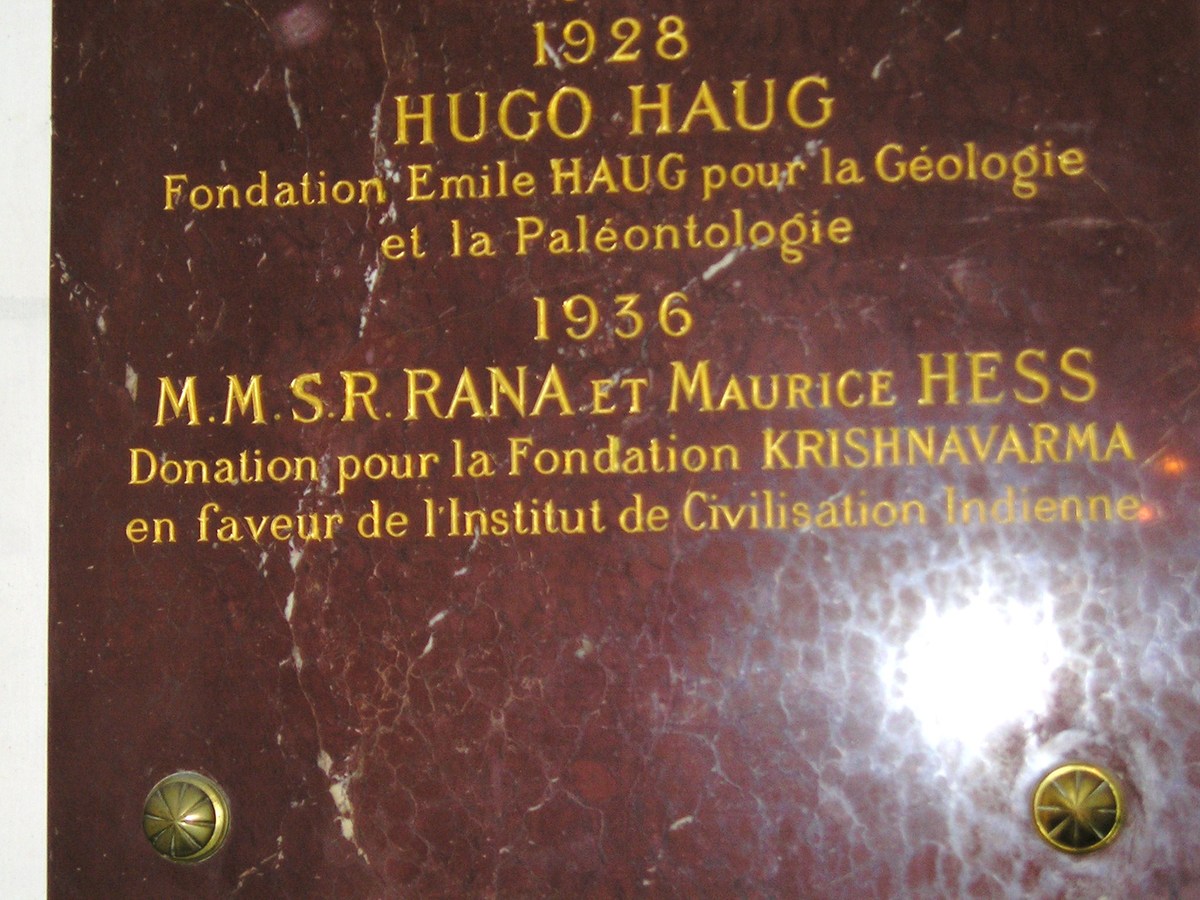 1928
HUGO HAUG
Fondation Emile HAUG pour la Géologie
et la Paléontologie
1936
M.M.S.R. RANA ET MAURICE HESS
Donation pour la Fondation KRISHNAVARMA
en faveur de l'Institut de Civilisation Indienne